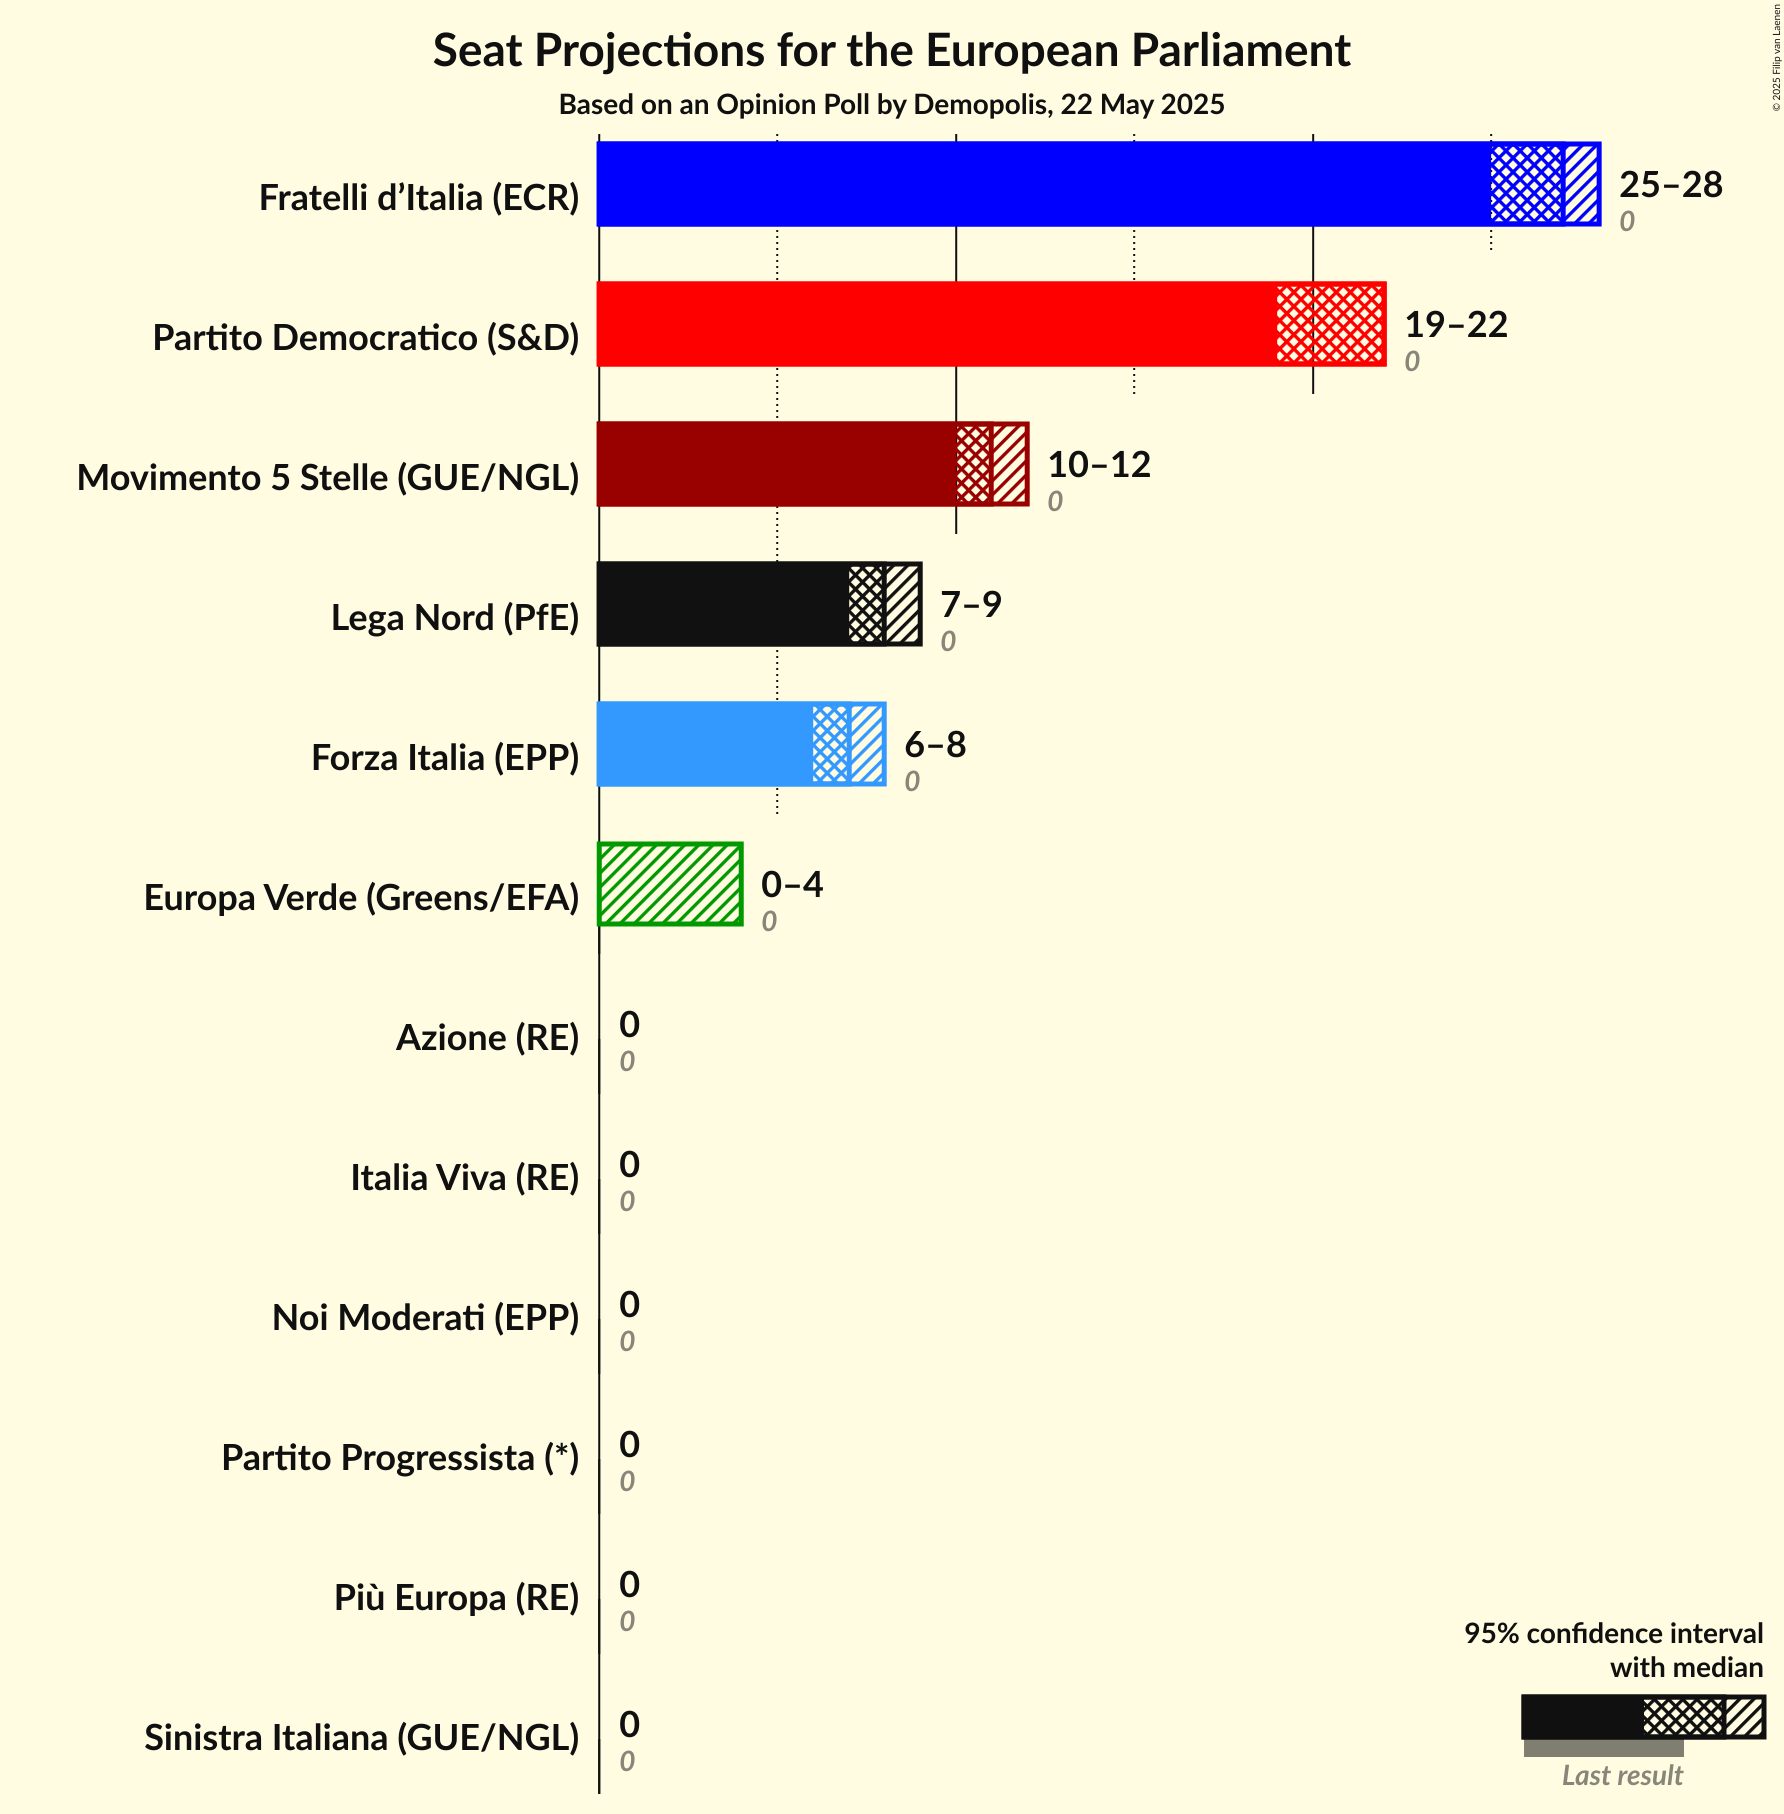 © 2025 Filip van Laenen
Seat Projections for the European Parliament
Based on an Opinion Poll by Demopolis, 22 May 2025
Fratelli d’Italia (ECR)
25–28
0
Partito Democratico (S&D)
19–22
0
Movimento 5 Stelle (GUE/NGL)
10–12
0
Lega Nord (PfE)
7–9
0
Forza Italia (EPP)
6–8
0
Europa Verde (Greens/EFA)
0–4
0
Azione (RE)
0
0
Italia Viva (RE)
0
0
Noi Moderati (EPP)
0
0
Partito Progressista (*)
0
0
Più Europa (RE)
0
0
Sinistra Italiana (GUE/NGL)
0
0
95% confidence interval
with median
Last result